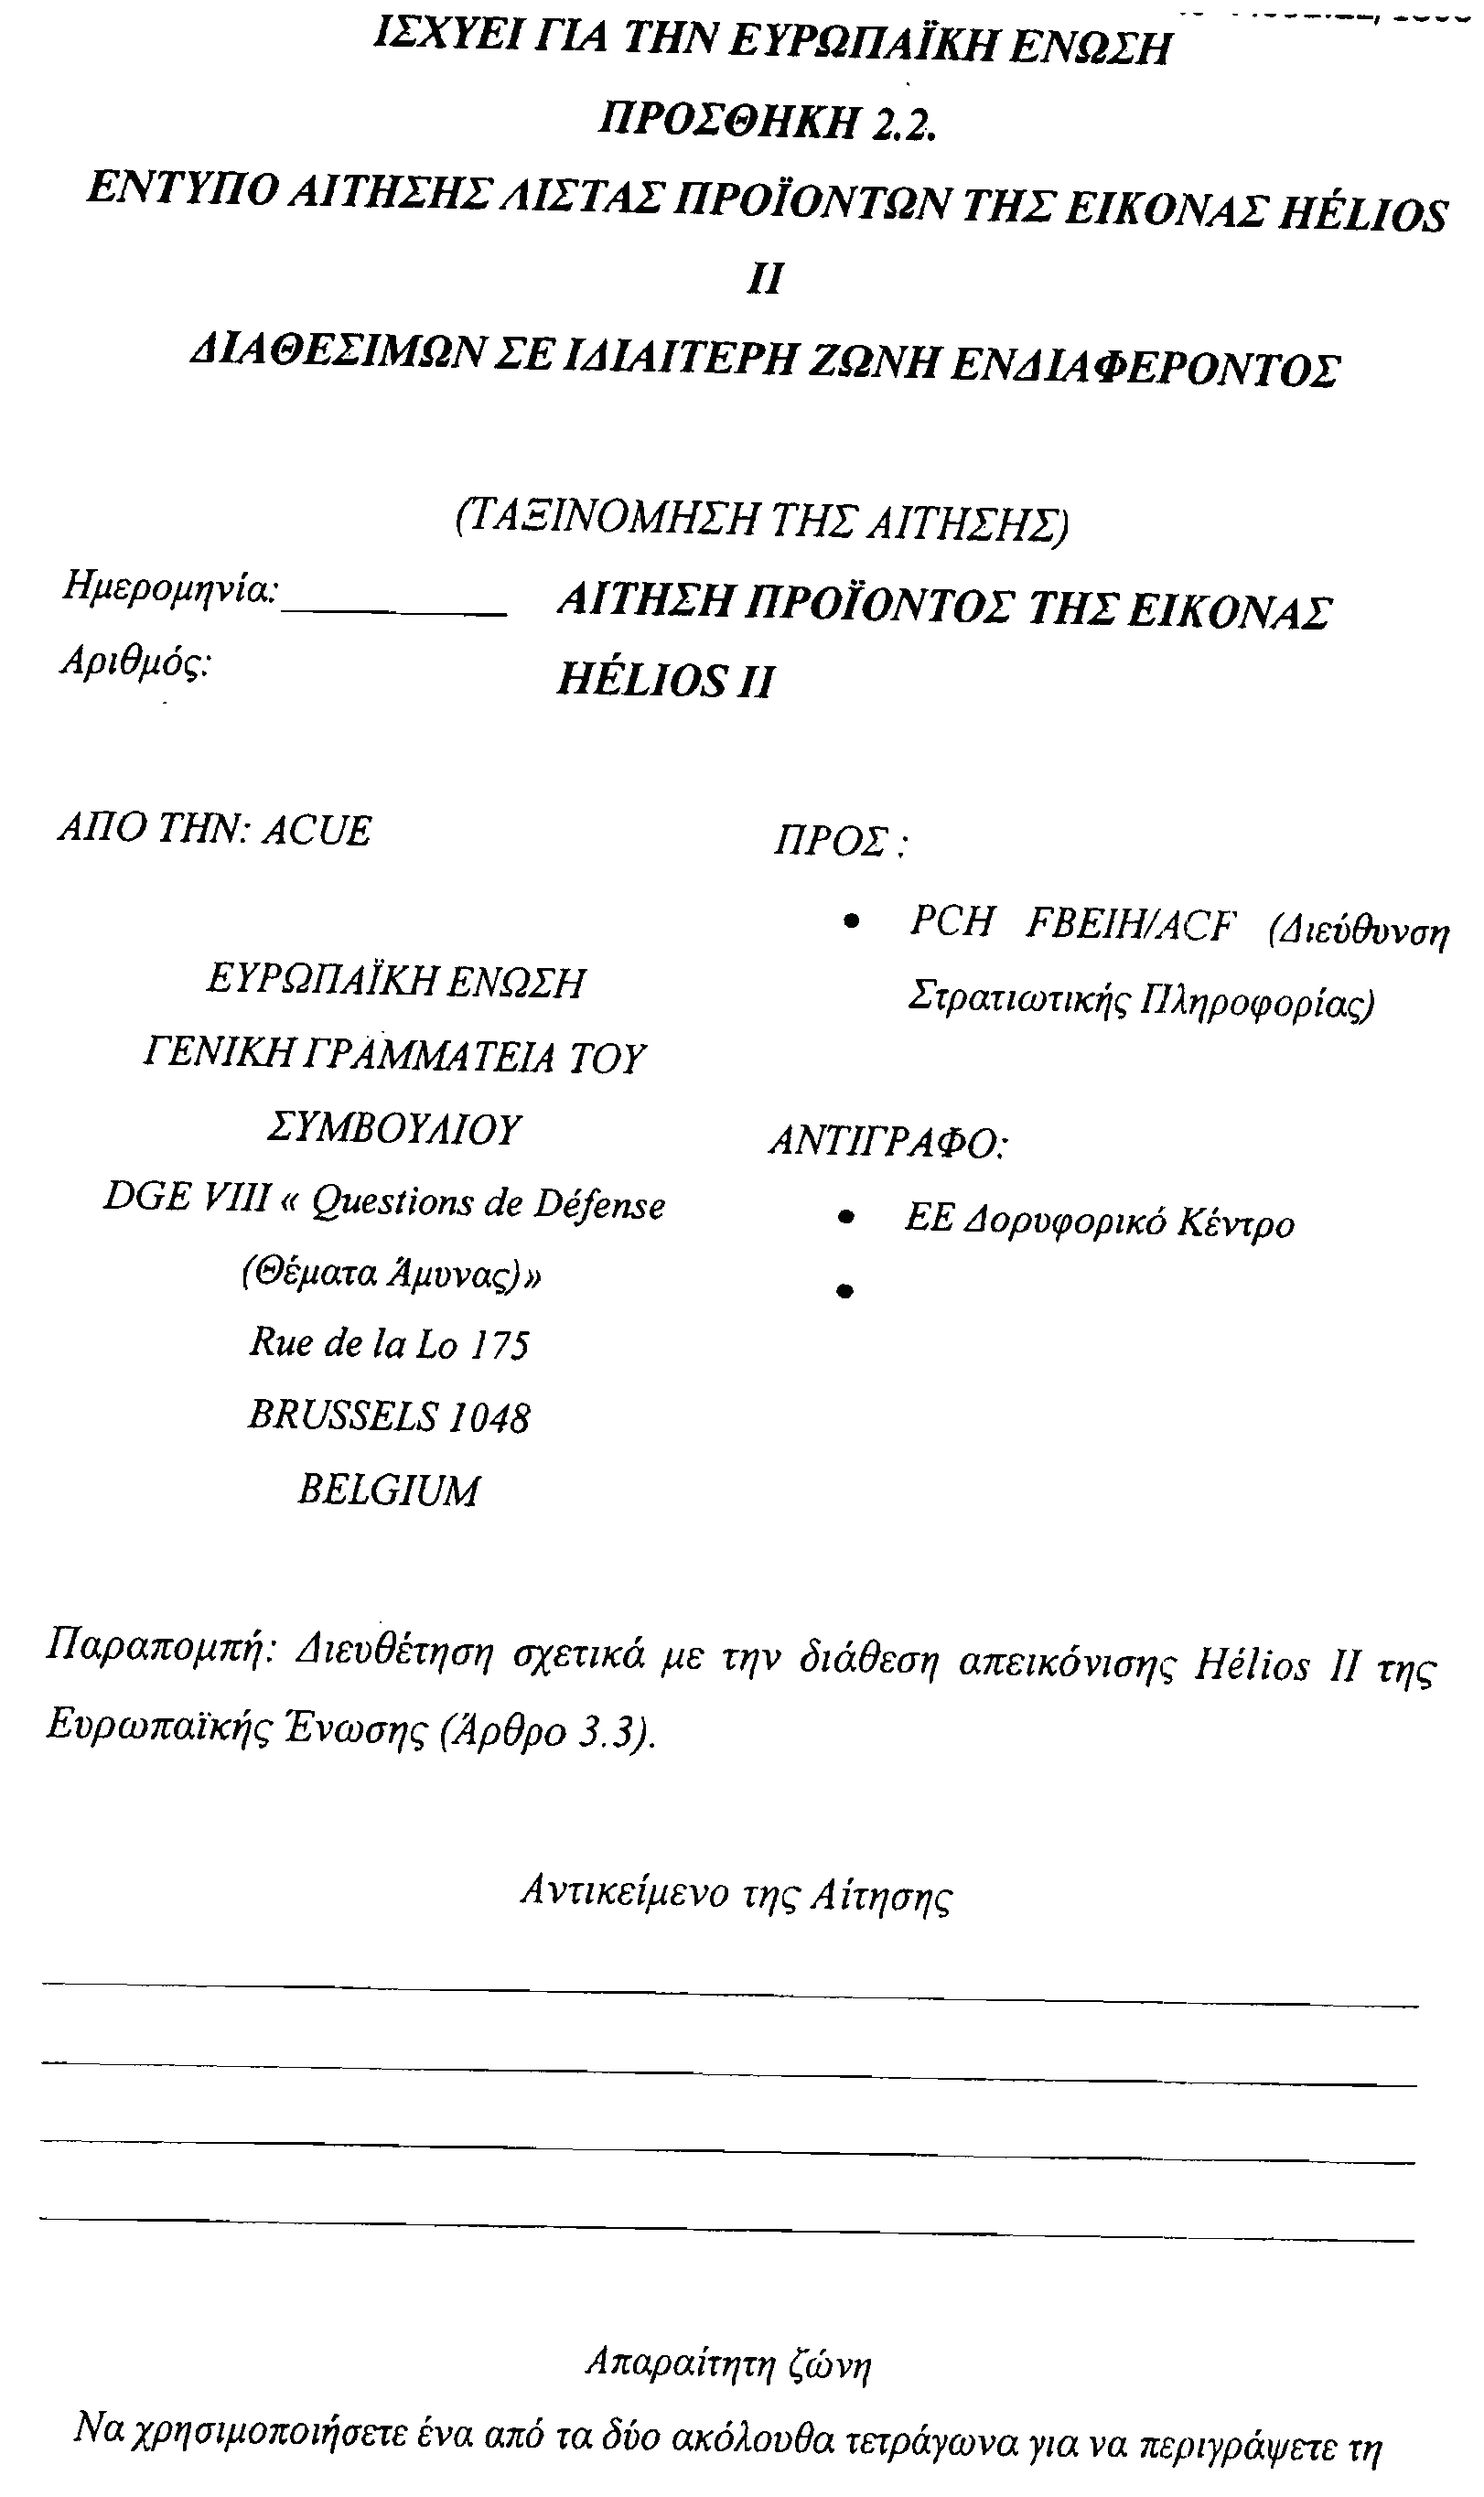 ΙΣΧΥΕΙ ΓΙΑ ΤΗΝ ΕΥΡΩΠΑΪΚΗ ΕΝΩΣΗ
ΠΡΟΣΘΗΚΗ 2.2.
ΕΝΤΥΠΟ ΑΙΤΗΣΗΣ ΛΙΣΤΑΣ ΠΡΟΪΟΝΤΩΝ ΤΗΣ ΕΙΚΟΝΑΣ HÉLIOS
II
ΔΙΑΘΕΣΙΜΩΝ ΣΕ ΙΔΙΑΙΤΕΡΗ ΖΩΝΗ ΕΝΔΙΑΦΕΡΟΝΤΟΣ
(ΤΑΞΙΝΟΜΗΣΗ ΤΗΣ ΑΙΤΗΣΗΣ)
Ημερομηνία:
Αριθμός:
ΑΙΤΗΣΗ ΠΡΟΪΟΝΤΟΣ ΤΗΣ ΕΙΚΟΝΑΣ
HÉLIOS II
ΑΠΟ ΤΗΝ: ACUE
ΕΥΡΩΠΑΪΚΗ ΕΝΩΣΗ
ΓΕΝΙΚΗ ΓΡΑΜΜΑΤΕΙΑ ΤΟΥ
ΣΥΜΒΟΥΛΙΟΥ
DGE VIII « Questions de Défense
(Θέματα Άμυνας)»
Rue de la Lo 175
BRUSSELS 1048
BELGIUM
ΠΡΟΣ :
• PCH FBEIH/ACF (Διεύθυνση
Στρατιωτικής Πληροφορίας)
ΑΝΤΙΓΡΑΦΟ:
• ΕΕ Δορυφορικό Κέντρο
•
Παραπομπή: Διευθέτηση σχετικά με την διάθεση απεικόνισης Hélios II της
Ευρωπαϊκής Ένωσης (Άρθρο 3.3).
Αντικείμενο της Αίτησης
Απαραίτητη ζώνη
Να χρησιμοποιήσετε ένα από τα δύο ακόλουθα τετράγωνα για να περιγράψετε τη